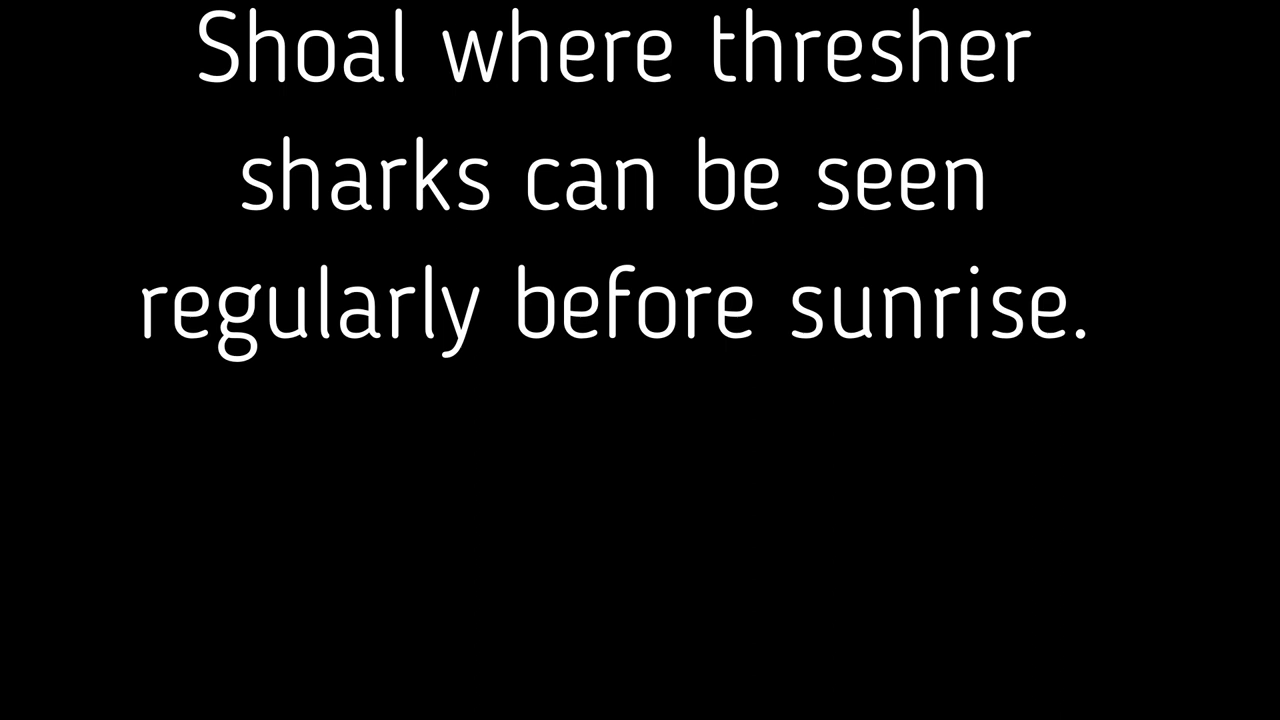 Shoal where thresher
sharks can be seen
regularly before sunrise.